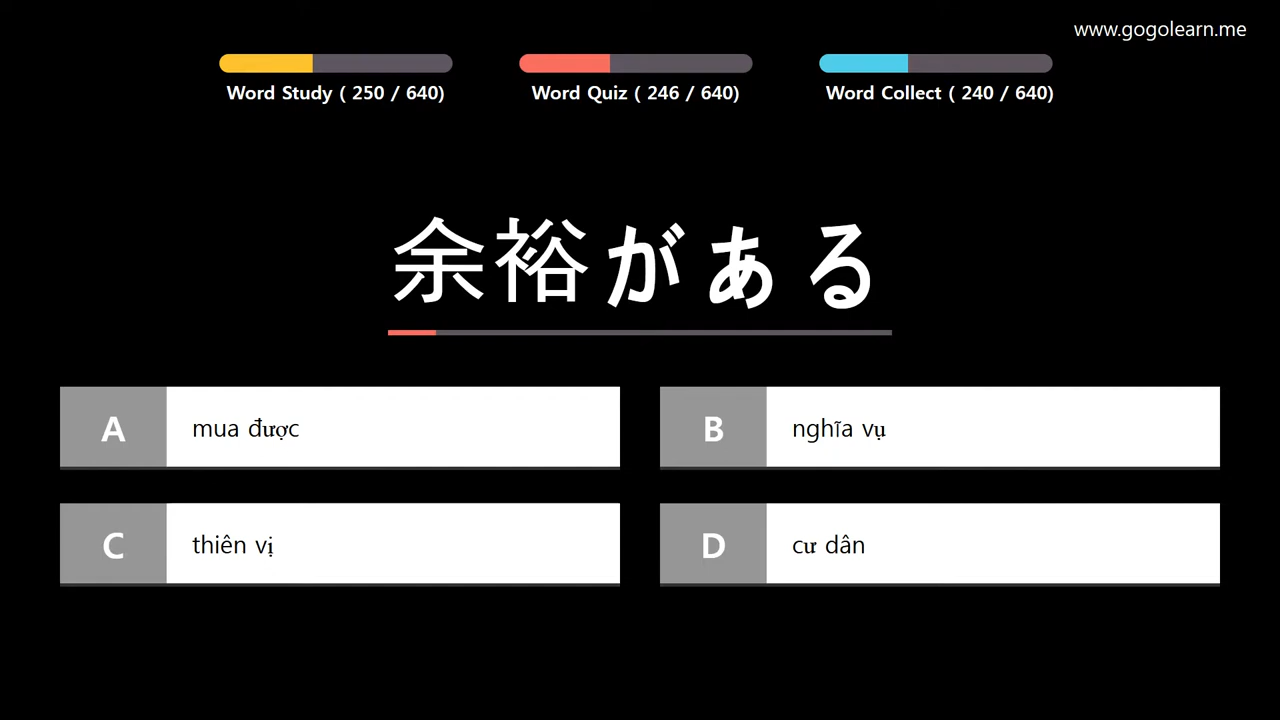 www.gogolearn.me
Word Study ( 250 / 640)
Word Quiz ( 246 / 640)
Word Collect ( 240 / 640)
余裕がある
A
mua được
B
nghĩa vụ
C
thiên vị
D
cư dân